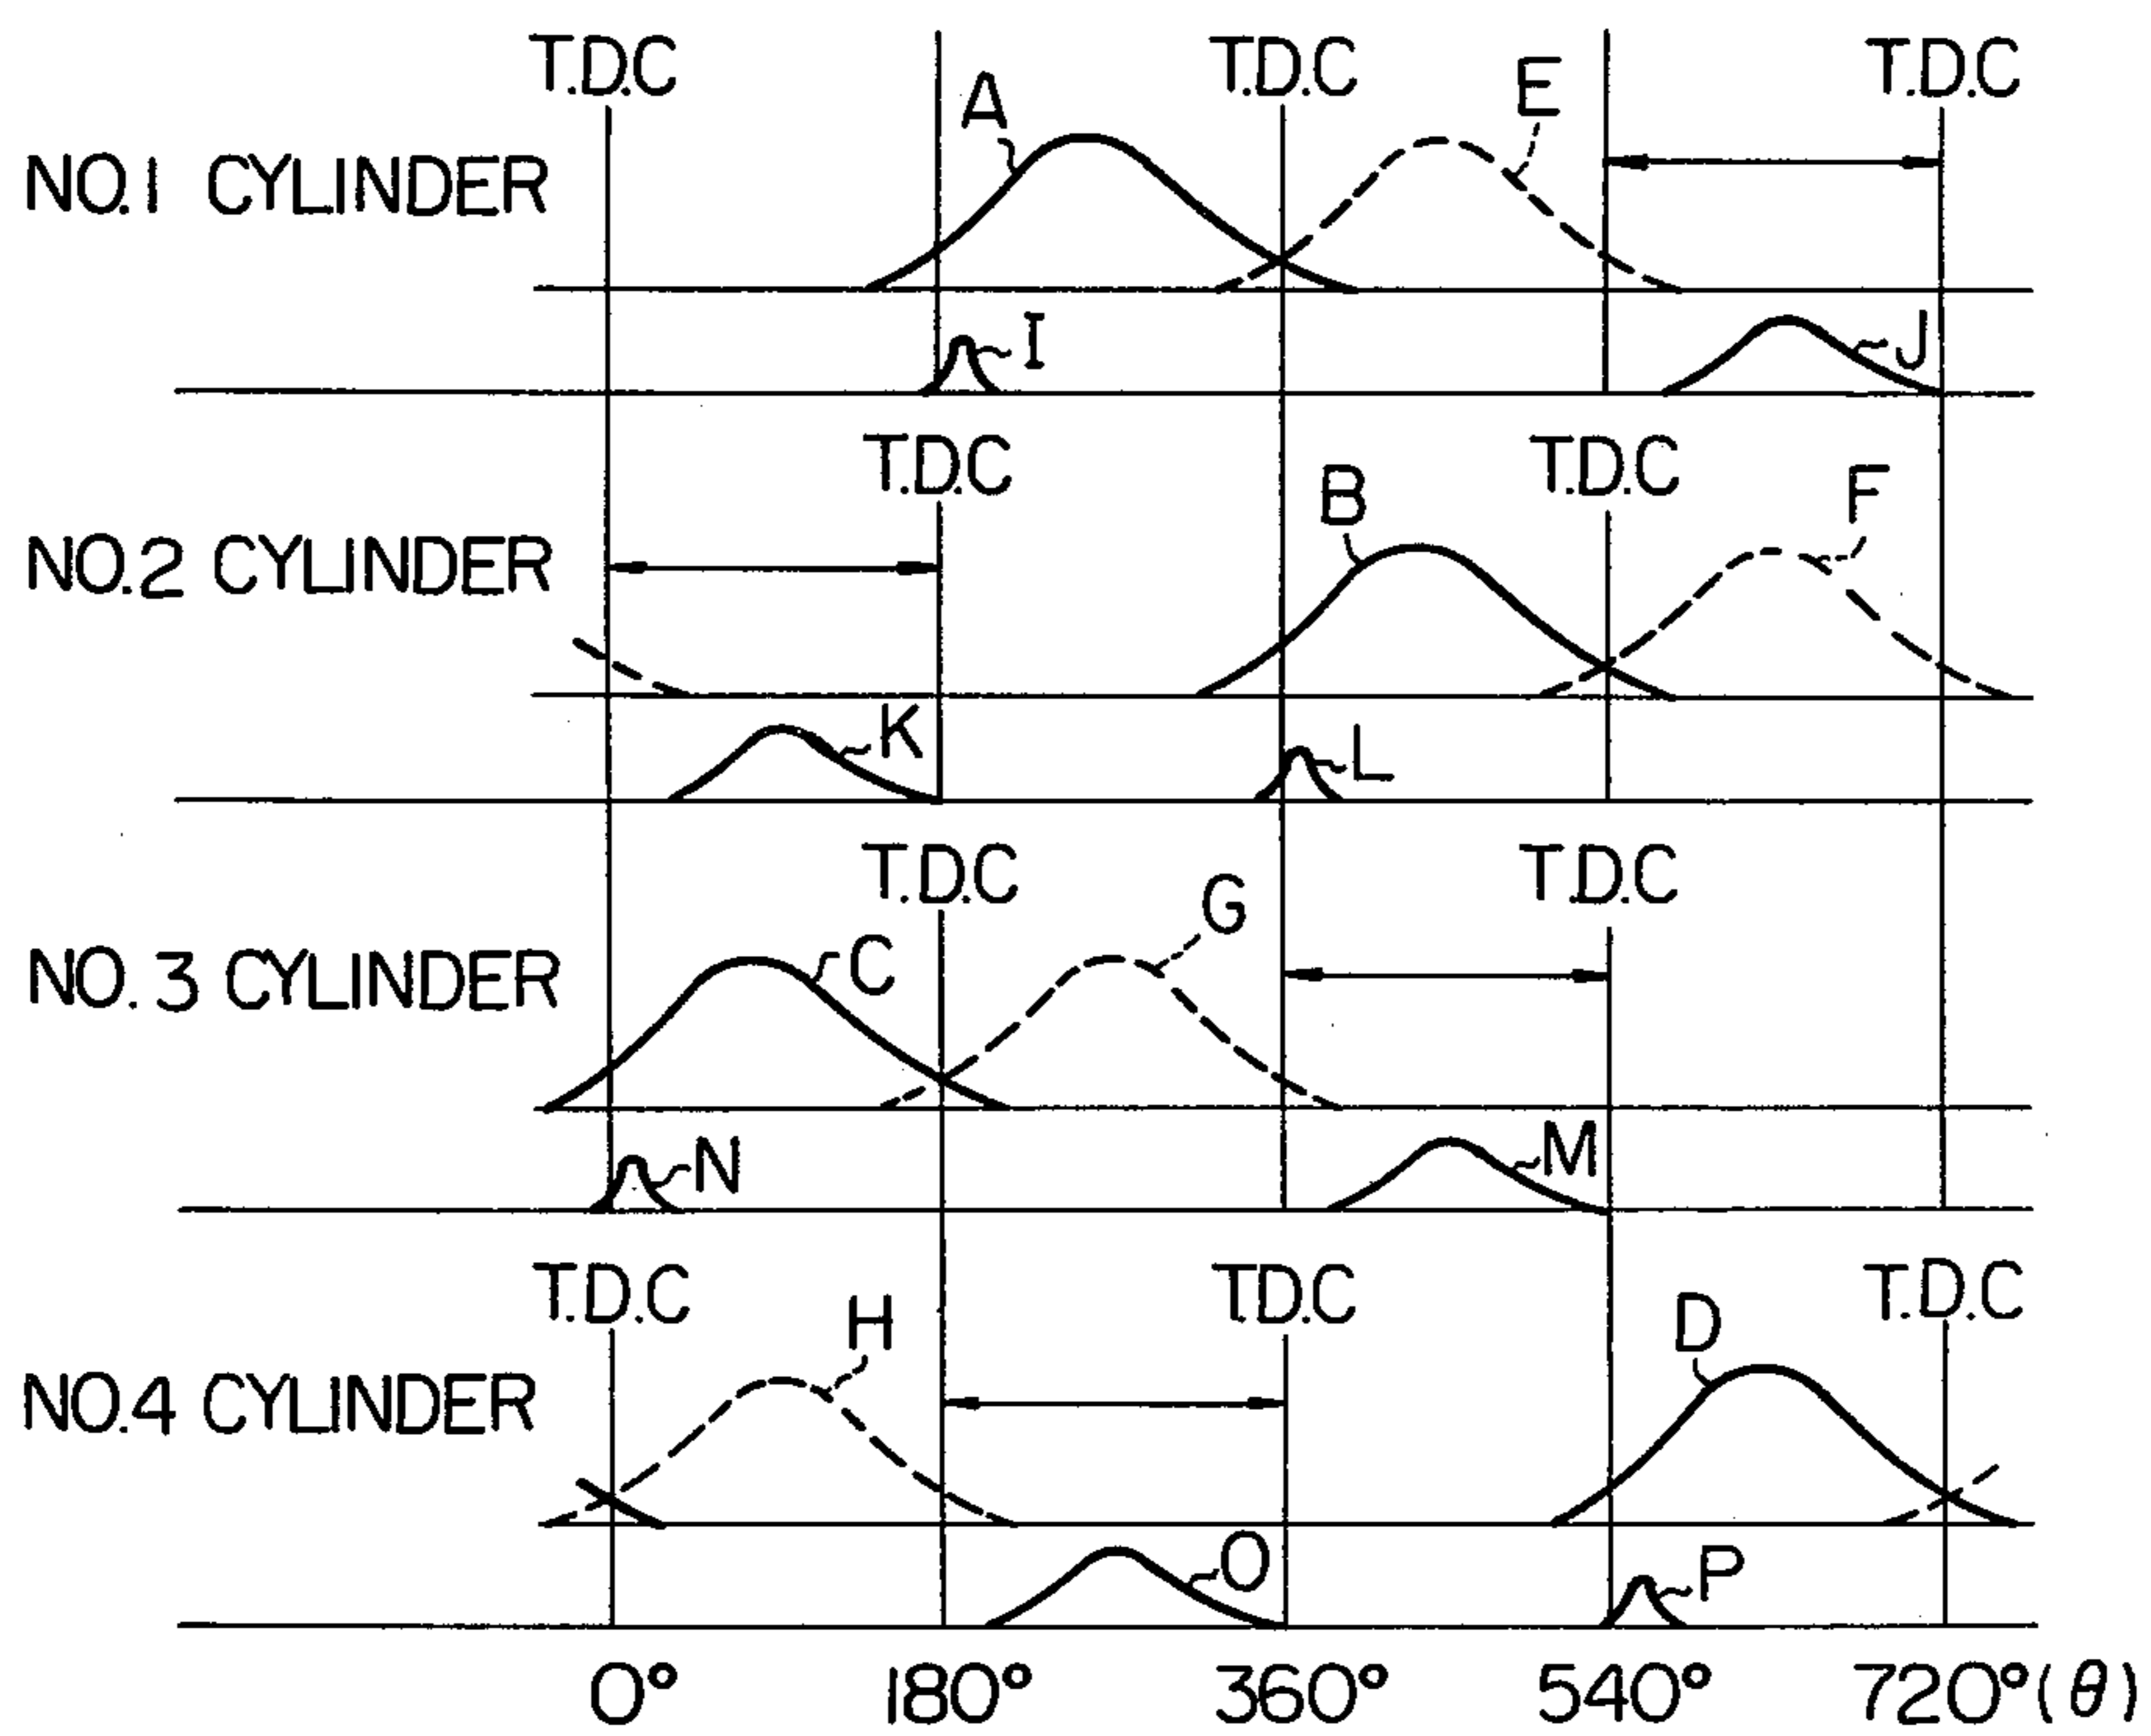 T.D.C T.D.C T.D.C
A E
NO.1 CYLINDER
I J
T.D.C T.D.C
B F
NO.2 CYLINDER
K L
T.D.C T.D.C
G
NO.3 CYLINDER C
N M
T.D.C T.D.C T.D.C
H D
NO.4 CYLINDER
O P
0° 180° 360° 540° 720°(θ)